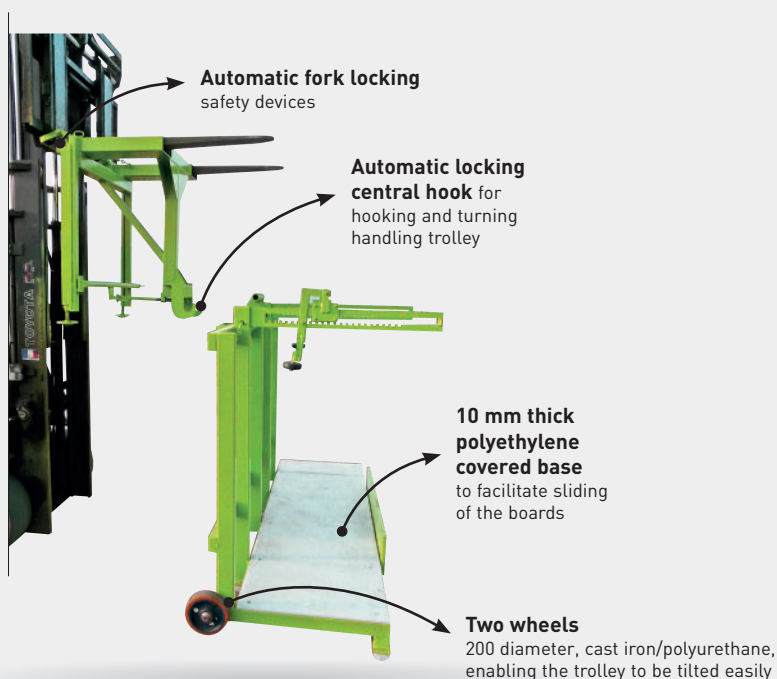 Automatic fork locking
safety devices
Automatic locking
central hook for
hooking and turning
handling trolley
TOYOTA
10 mm thick
polyethylene
covered base
to facilitate sliding
of the boards
Two wheels
200 diameter, cast iron/polyurethane,
enabling the trolley to be tilted easily